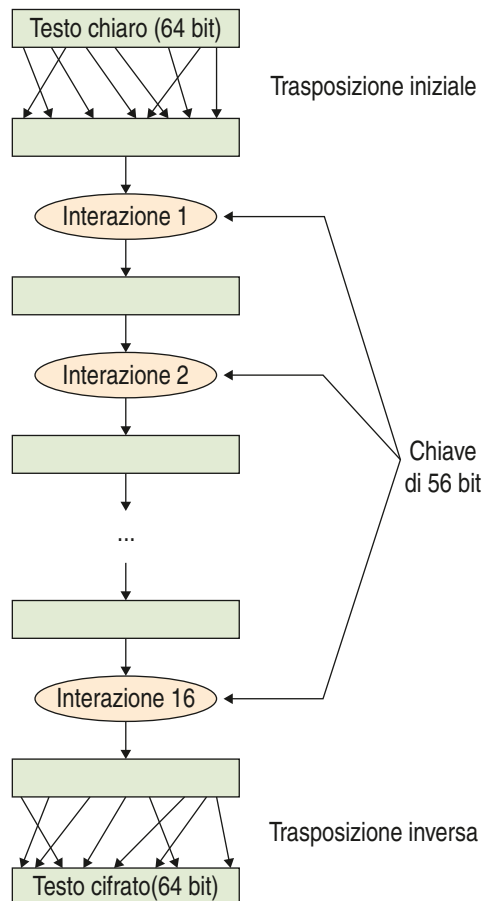 Testo chiaro (64 bit)
Trasposizione iniziale
Interazione 1
Interazione 2
Chiave
di 56 bit
...
Interazione 16
Trasposizione inversa
Testo cifrato(64 bit)